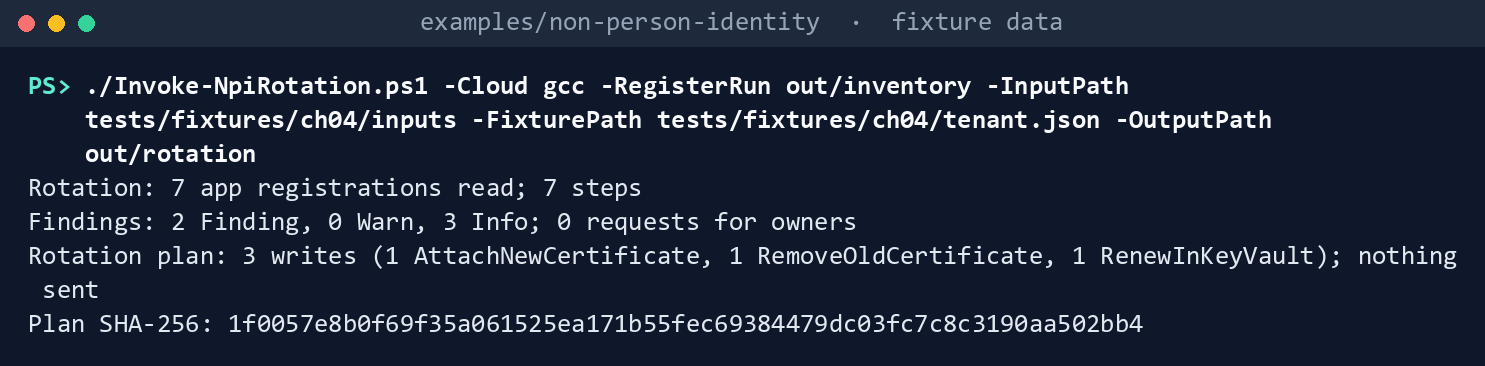 examples/non-person-identity · fixture data
PS> ./Invoke-NpiRotation.ps1 -Cloud gcc -RegisterRun out/inventory -InputPath
tests/fixtures/ch04/inputs -FixturePath tests/fixtures/ch04/tenant.json -OutputPath
out/rotation
Rotation: 7 app registrations read; 7 steps
Findings: 2 Finding, 0 Warn, 3 Info; 0 requests for owners
Rotation plan: 3 writes (1 AttachNewCertificate, 1 RemoveOldCertificate, 1 RenewInKeyVault); nothing
sent
Plan SHA-256: 1f0057e8b0f69f35a061525ea171b55fec69384479dc03fc7c8c3190aa502bb4